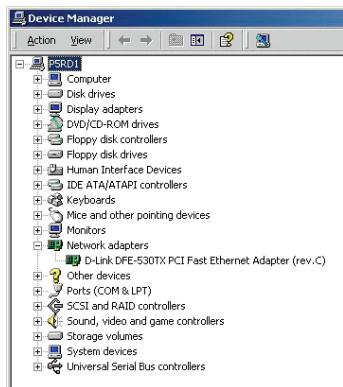 Device Manager
Action View
P5RD1
Computer
Disk drives
Display adapters
DVD/CD-ROM drives
Floppy disk controllers
Floppy disk drives
Human Interface Devices
IDE ATA/ATAPI controllers
Keyboards
Mice and other pointing devices
Monitors
Network adapters
D-Link DFE-530TX PCI Fast Ethernet Adapter (rev.C)
Other devices
Ports (COM & LPT)
SCSI and RAID controllers
Sound, video and game controllers
Storage volumes
System devices
Universal Serial Bus controllers